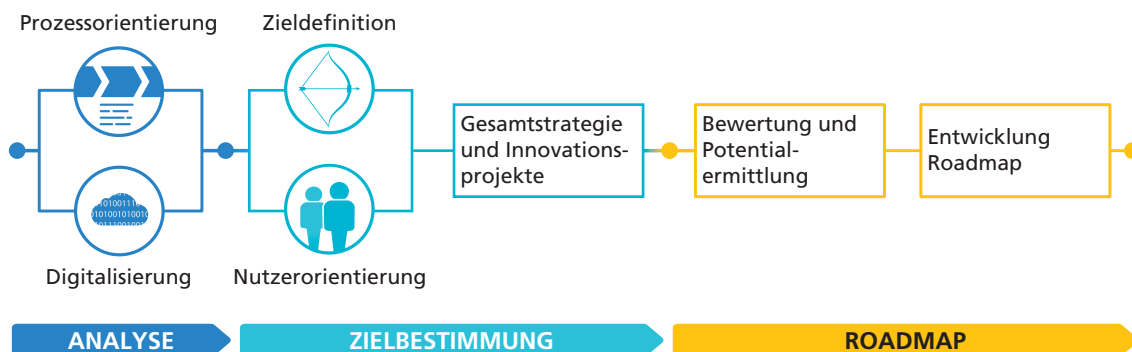 Prozessorientierung
Zieldefinition
Gesamtstrategie
und Innovations-
projekte
Bewertung und
Potential-
ermittlung
Entwicklung
Roadmap
Digitalisierung
Nutzerorientierung
ANALYSE
ZIELBESTIMMUNG
ROADMAP